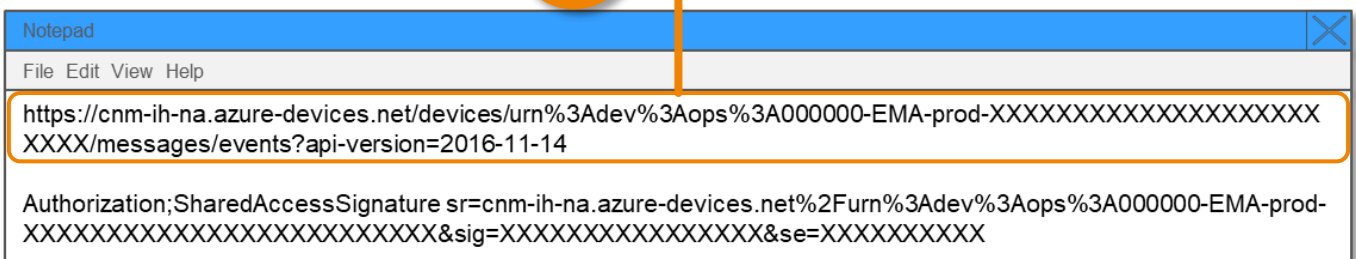 Notepad
File Edit View Help
https://cnm-ih-na.azure-devices.net/devices/urn%3Adev%3Aops%3A000000-EMA-prod-XXXXXXXXXXXXXXXXXXXX
XXXX/messages/events?api-version=2016-11-14
Authorization;SharedAccessSignature sr=cnm-ih-na.azure-devices.net%2Furn%3Adev%3Aops%3A000000-EMA-prod-
XXXXXXXXXXXXXXXXXXXXXXXXX&sig=XXXXXXXXXXXXXXXX&se=XXXXXXXXXX